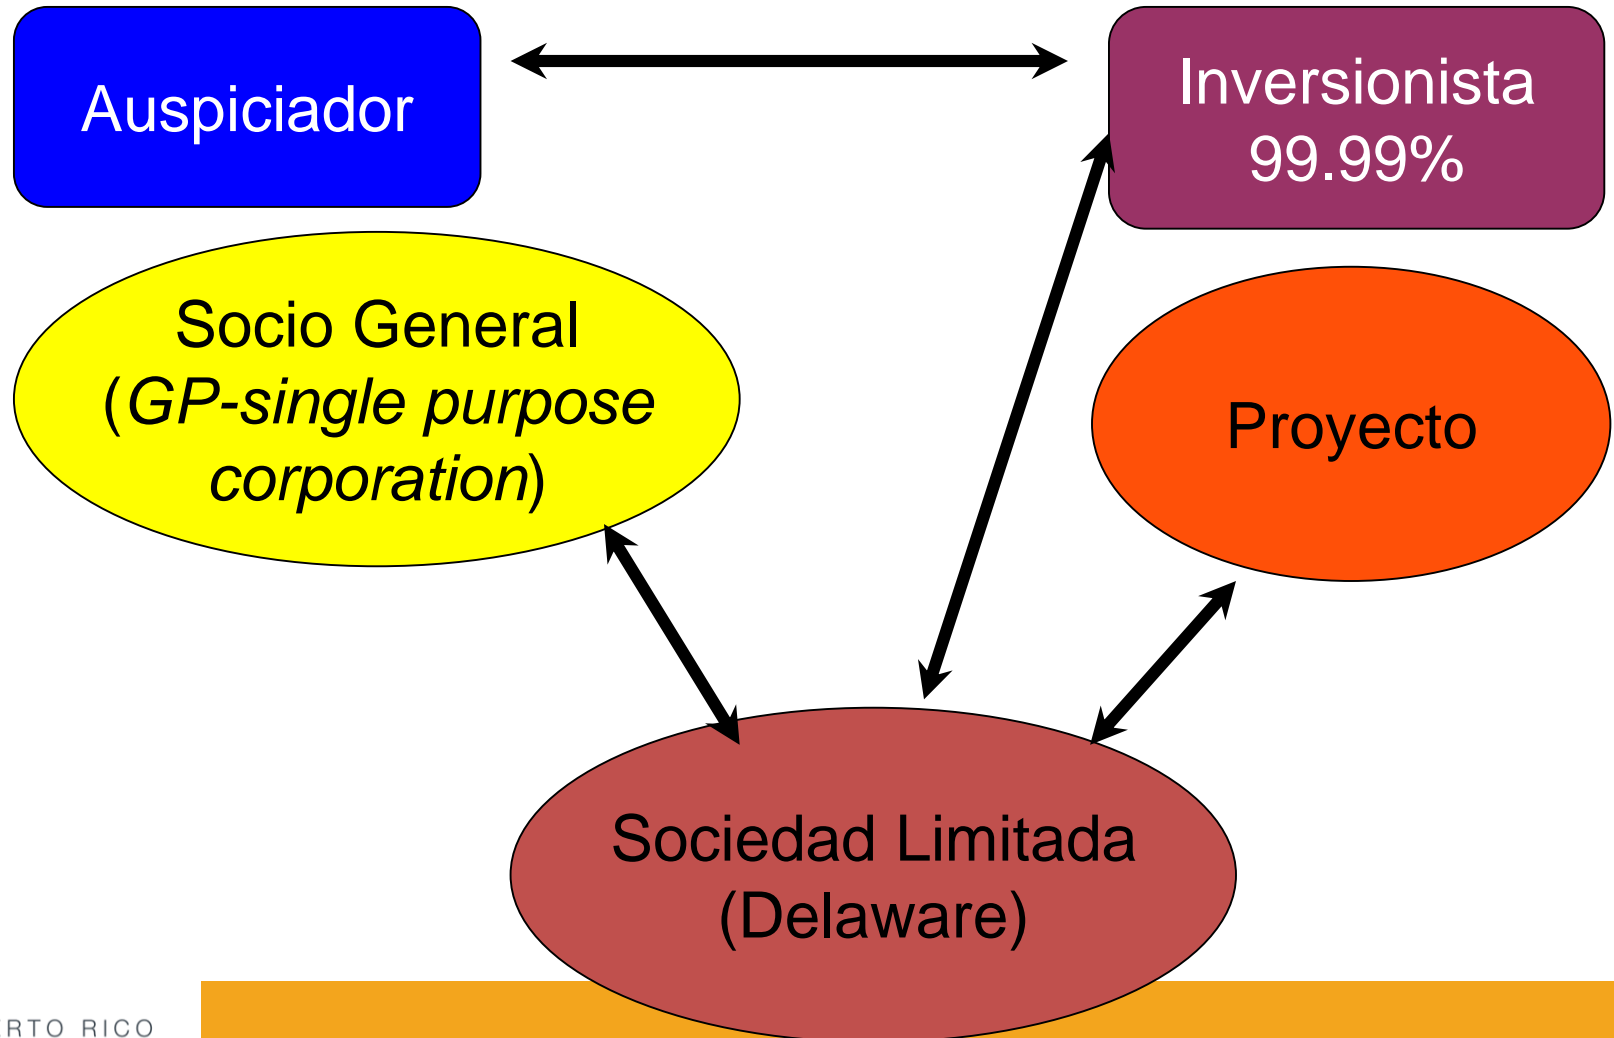 Auspiciador
Inversionista
99.99%
Socio General
(GP-single purpose
corporation)
Proyecto
Sociedad Limitada
(Delaware)
RTO RICO